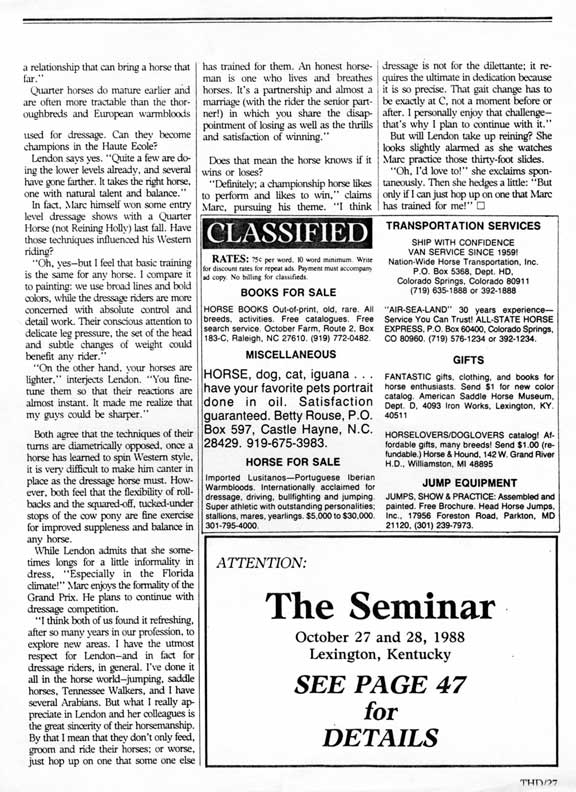 a relationship that can bring a horse that
far."
Quarter horses do mature earlier and
are often more tractable than the thor-
oughbreds and European warmbloods
used for dressage. Can they become
champions in the Haute Ecole?
Lendon says yes. "Quite a few are do-
ing the lower levels already, and several
have gone farther. It takes the right horse,
one with natural talent and balance."
In fact, Marc himself won some entry
level dressage shows with a Quarter
Horse (not Reining Holly) last fall. Have
those techniques influenced his Western
riding?
"Oh, yes—but I feel that basic training
is the same for any horse. I compare it
to painting: we use broad lines and bold
colors, while the dressage riders are more
concerned with absolute control and
detail work. Their conscious attention to
delicate leg pressure, the set of the head
and subtle changes of weight could
benefit any rider."
"On the other hand, your horses are
lighter," interjects Lendon. "You fine-
tune them so that their reactions are
almost instant. It made me realize that
my guys could be sharper."
Both agree that the techniques of their
turns are diametrically opposed, once a
horse has learned to spin Western style,
it is very difficult to make him canter in
place as the dressage horse must. How-
ever, both feel that the flexibility of roll-
backs and the squared-off, tucked-under
stops of the cow pony are fine exercise
for improved suppleness and balance in
any horse.
While Lendon admits that she some-
times longs for a little informality in
dress, "Especially in the Florida
climate!" Marc enjoys the formality of the
Grand Prix. He plans to continue with
dressage competition.
"I think both of us found it refreshing,
after so many years in our profession, to
explore new areas. I have the utmost
respect for Lendon—and in fact for
dressage riders, in general. I've done it
all in the horse world—jumping, saddle
horses, Tennessee Walkers, and I have
several Arabians. But what I really ap-
preciate in Lendon and her colleagues is
the great sincerity of their horsemanship.
By that I mean that they don't only feed,
groom and ride their horses; or worse,
just hop up on one that some one else
has trained for them. An honest horse-
man is one who lives and breathes
horses. It's a partnership and almost a
marriage (with the rider the senior part-
ner!) in which you share the disap-
pointment of losing as well as the thrills
and satisfaction of winning."
Does that mean the horse knows if it
wins or loses?
"Definitely; a championship horse likes
to perform and likes to win," claims
Marc, pursuing his theme. "I think
dressage is not for the dilettante; it re-
quires the ultimate in dedication because
it is so precise. That gait change has to
be exactly at C, not a moment before or
after. I personally enjoy that challenge—
that's why I plan to continue with it."
But will Lendon take up reining? She
looks slightly alarmed as she watches
Marc practice those thirty-foot slides.
"Oh, I'd love to!" she exclaims spon-
taneously. Then she hedges a little: "But
only if I can just hop up on one that Marc
has trained for me!" □
CLASSIFIED
RATES: 75¢ per word, 10 word minimum. Write
for discount rates for repeat ads. Payment must accompany
ad copy. No billing for classifieds.
BOOKS FOR SALE
HORSE BOOKS Out-of-print, old, rare. All
breeds, activities. Free catalogues. Free
search service. October Farm, Route 2, Box
183-C, Raleigh, NC 27610. (919) 772-0482.
MISCELLANEOUS
HORSE, dog, cat, iguana . . .
have your favorite pets portrait
done in oil. Satisfaction
guaranteed. Betty Rouse, P.O.
Box 597, Castle Hayne, N.C.
28429. 919-675-3983.
HORSE FOR SALE
Imported Lusitanos—Portuguese Iberian
Warmbloods. Internationally acclaimed for
dressage, driving, bullfighting and jumping.
Super athletic with outstanding personalities;
stallions, mares, yearlings. $5,000 to $30,000.
301-795-4000.
TRANSPORTATION SERVICES
SHIP WITH CONFIDENCE
VAN SERVICE SINCE 1959!
Nation-Wide Horse Transportation, Inc.
P.O. Box 5368, Dept. HD,
Colorado Springs, Colorado 80911
(719) 635-1888 or 392-1888
"AIR-SEA-LAND" 30 years experience—
Service You Can Trust! ALL-STATE HORSE
EXPRESS, P.O. Box 60400, Colorado Springs,
CO 80960. (719) 576-1234 or 392-1234.
GIFTS
FANTASTIC gifts, clothing, and books for
horse enthusiasts. Send $1 for new color
catalog. American Saddle Horse Museum,
Dept. D, 4093 Iron Works, Lexington, KY.
40511
HORSELOVERS/DOGLOVERS catalog! Af-
fordable gifts, many breeds! Send $1.00 (re-
fundable.) Horse & Hound, 142 W. Grand River
H.D., Williamston, MI 48895
JUMP EQUIPMENT
JUMPS, SHOW & PRACTICE: Assembled and
painted. Free Brochure. Head Horse Jumps,
Inc., 17956 Foreston Road, Parkton, MD
21120, (301) 239-7973.
ATTENTION:
The Seminar
October 27 and 28, 1988
Lexington, Kentucky
SEE PAGE 47
for
DETAILS
THD/27